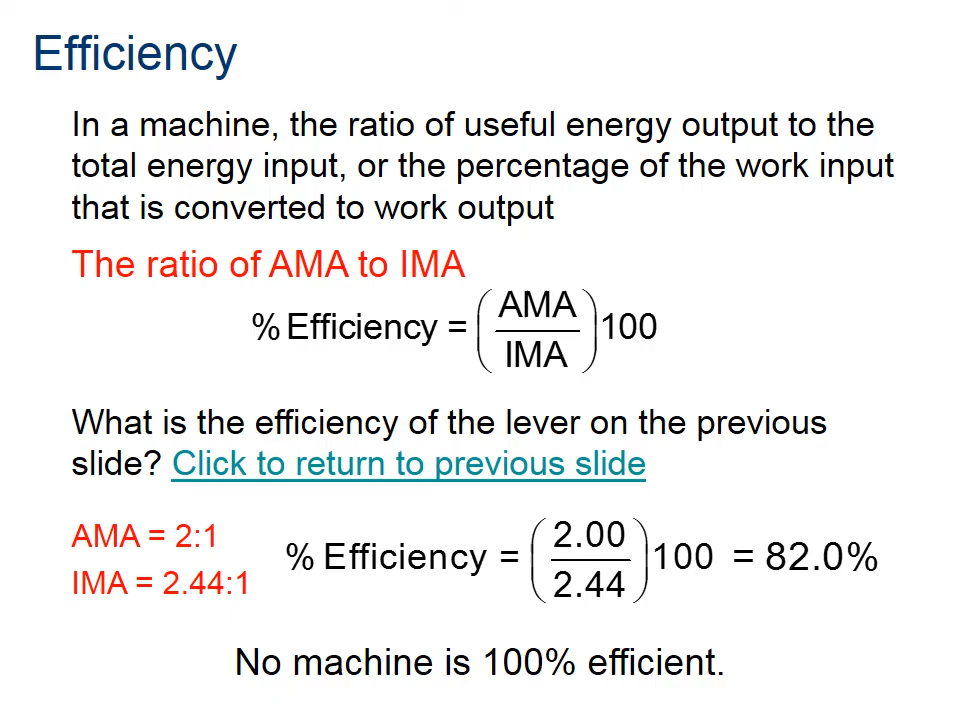 Efficiency
In a machine, the ratio of useful energy output to the
total energy input, or the percentage of the work input
that is converted to work output
The ratio of AMA to IMA
% Efficiency = (AMA/IMA)100
What is the efficiency of the lever on the previous
slide? Click to return to previous slide
AMA = 2:1
IMA = 2.44:1
% Efficiency = (2.00/2.44)100 = 82.0%
No machine is 100% efficient.